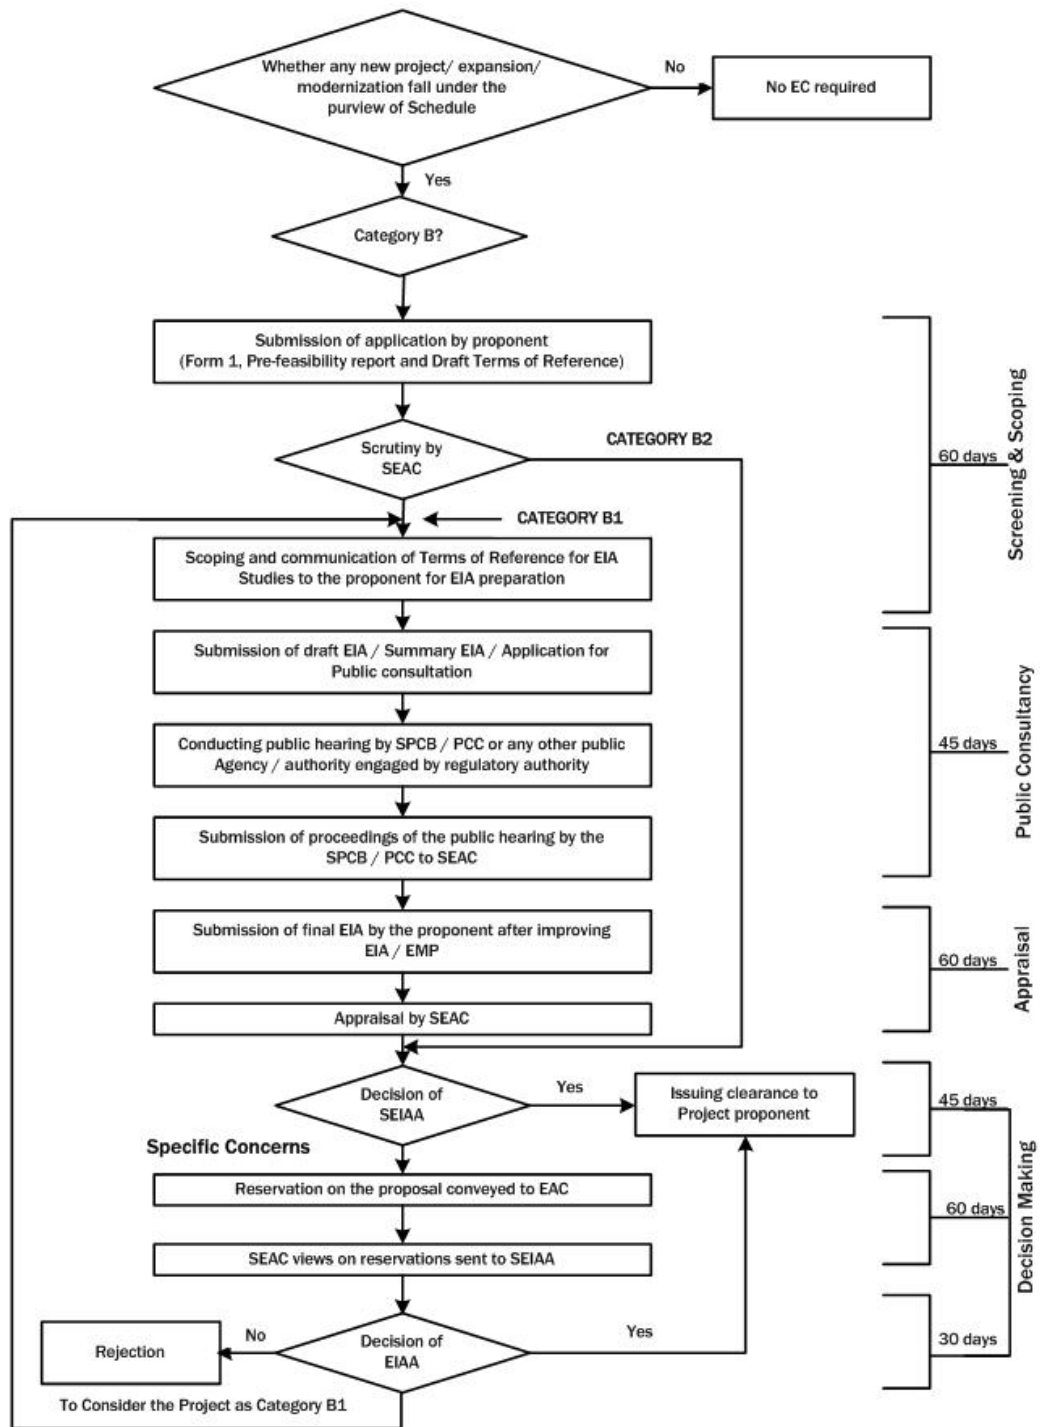 Whether any new project/ expansion/
modernization fall under the
purview of Schedule
No
No EC required
Yes
Category B?
Submission of application by proponent
(Form 1, Pre-feasibility report and Draft Terms of Reference)
Scrutiny by
SEAC
CATEGORY B2
CATEGORY B1
Scoping and communication of Terms of Reference for EIA
Studies to the proponent for EIA preparation
60 days
Screening & Scoping
Submission of draft EIA / Summary EIA / Application for
Public consultation
Conducting public hearing by SPCB / PCC or any other public
Agency / authority engaged by regulatory authority
Submission of proceedings of the public hearing by the
SPCB / PCC to SEAC
45 days
Public Consultancy
Submission of final EIA by the proponent after improving
EIA / EMP
Appraisal by SEAC
60 days
Appraisal
Decision of
SEIAA
Yes
Issuing clearance to
Project proponent
45 days
Specific Concerns
Reservation on the proposal conveyed to EAC
SEAC views on reservations sent to SEIAA
60 days
Decision Making
Decision of
EIAA
No
Rejection
Yes
30 days
To Consider the Project as Category B1